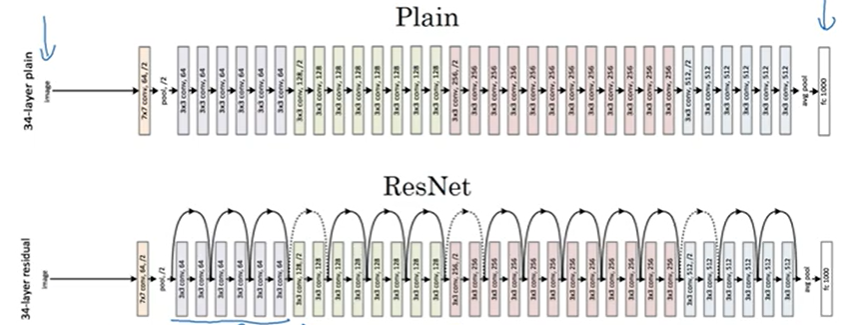 Plain
34-layer plain
image
7x7 conv, 64, /2
pool, /2
3x3 conv, 64
3x3 conv, 64
3x3 conv, 64
3x3 conv, 64
3x3 conv, 64
3x3 conv, 64
3x3 conv, 128, /2
3x3 conv, 128
3x3 conv, 128
3x3 conv, 128
3x3 conv, 128
3x3 conv, 128
3x3 conv, 128
3x3 conv, 128
3x3 conv, 256, /2
3x3 conv, 256
3x3 conv, 256
3x3 conv, 256
3x3 conv, 256
3x3 conv, 256
3x3 conv, 256
3x3 conv, 256
3x3 conv, 256
3x3 conv, 256
3x3 conv, 256
3x3 conv, 256
3x3 conv, 512, /2
3x3 conv, 512
3x3 conv, 512
3x3 conv, 512
3x3 conv, 512
3x3 conv, 512
avg pool
fc 1000
ResNet
34-layer residual
image
7x7 conv, 64, /2
pool, /2
3x3 conv, 64
3x3 conv, 64
3x3 conv, 64
3x3 conv, 64
3x3 conv, 64
3x3 conv, 64
3x3 conv, 128, /2
3x3 conv, 128
3x3 conv, 128
3x3 conv, 128
3x3 conv, 128
3x3 conv, 128
3x3 conv, 128
3x3 conv, 128
3x3 conv, 256, /2
3x3 conv, 256
3x3 conv, 256
3x3 conv, 256
3x3 conv, 256
3x3 conv, 256
3x3 conv, 256
3x3 conv, 256
3x3 conv, 256
3x3 conv, 256
3x3 conv, 256
3x3 conv, 256
3x3 conv, 512, /2
3x3 conv, 512
3x3 conv, 512
3x3 conv, 512
3x3 conv, 512
3x3 conv, 512
avg pool
fc 1000